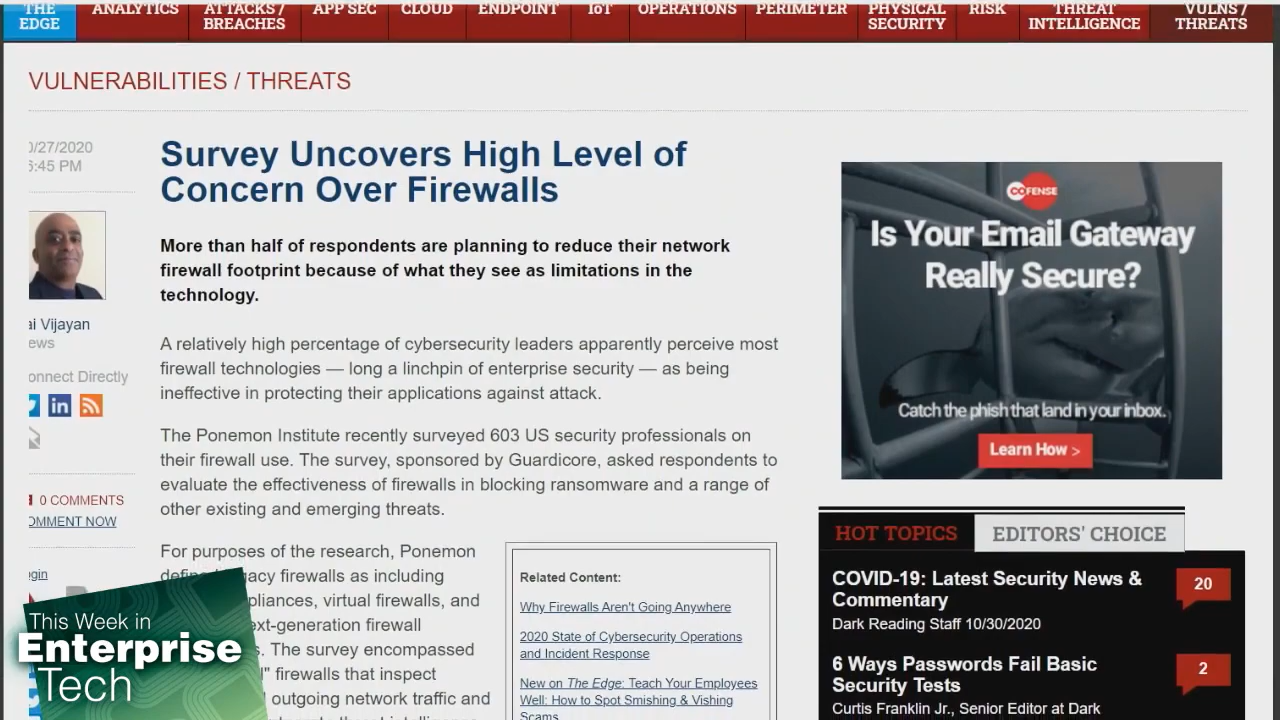 THE
EDGE
ANALYTICS
ATTACKS /
BREACHES
APP SEC
CLOUD
ENDPOINT
IoT
OPERATIONS
PERIMETER
PHYSICAL
SECURITY
RISK
THREAT
INTELLIGENCE
VULNS /
THREATS
VULNERABILITIES / THREATS
0/27/2020
6:45 PM
ai Vijayan
ews
onnect Directly
0 COMMENTS
OMMENT NOW
ogin
Survey Uncovers High Level of
Concern Over Firewalls
More than half of respondents are planning to reduce their network
firewall footprint because of what they see as limitations in the
technology.
A relatively high percentage of cybersecurity leaders apparently perceive most
firewall technologies — long a linchpin of enterprise security — as being
ineffective in protecting their applications against attack.
The Ponemon Institute recently surveyed 603 US security professionals on
their firewall use. The survey, sponsored by Guardicore, asked respondents to
evaluate the effectiveness of firewalls in blocking ransomware and a range of
other existing and emerging threats.
For purposes of the research, Ponemon
gacy firewalls as including
pliances, virtual firewalls, and
ext-generation firewall
s. The survey encompassed
l" firewalls that inspect
outgoing network traffic and
Related Content:
Why Firewalls Aren't Going Anywhere
2020 State of Cybersecurity Operations
and Incident Response
New on The Edge: Teach Your Employees
Well: How to Spot Smishing & Vishing
Scams
COFENSE
Is Your Email Gateway
Really Secure?
Catch the phish that land in your inbox.
Learn How >
HOT TOPICS
EDITORS' CHOICE
COVID-19: Latest Security News &
Commentary
20
Dark Reading Staff 10/30/2020
6 Ways Passwords Fail Basic
Security Tests
2
Curtis Franklin Jr., Senior Editor at Dark
This Week in
Enterprise
Tech